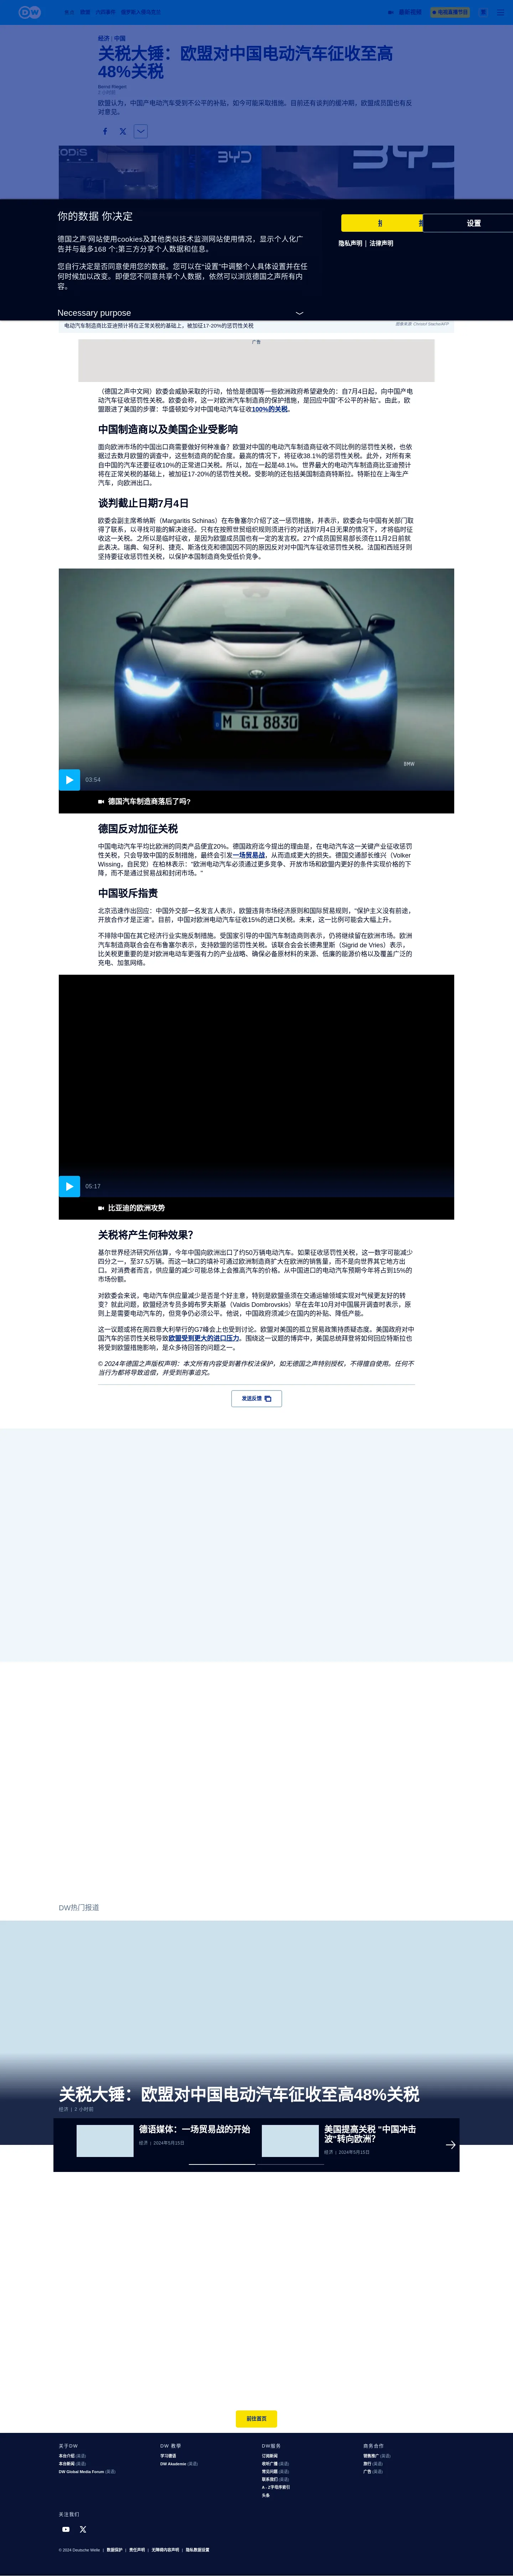 经济 | 中国
关税大锤：欧盟对中国电动汽车征收至高
48%关税
欧盟认为，中国产电动汽车受到不公平的补贴，如今可能采取措施。目前还有谈判的缓冲期，欧盟成员国也有反
对意见。
你的数据 你决定
德国之声'网站使用cookies及其他类似技术监测网站使用情况，显示个人化广
告并与最多168 个;第三方分享个人数据和信息。
您自行决定是否同意使用您的数据。您可以在“设置”中调整个人具体设置并在任
何时候加以改变。即便您不同意共享个人数据，依然可以浏览德国之声所有内
容。
Necessary purpose
设置
隐私声明 | 法律声明
电动汽车制造商比亚迪预计将在正常关税的基础上，被加征17-20%的惩罚性关税
广告
（德国之声中文网）欧委会威胁采取的行动，恰恰是德国等一些欧洲政府希望避免的：自7月4日起，向中国产电
动汽车征收惩罚性关税。欧委会称，这一对欧洲汽车制造商的保护措施，是回应中国"不公平的补贴"。由此，欧
盟跟进了美国的步骤：华盛顿如今对中国电动汽车征收100%的关税。
中国制造商以及美国企业受影响
面向欧洲市场的中国出口商需要做好何种准备？欧盟对中国的电动汽车制造商征收不同比例的惩罚性关税，也依
据过去数月欧盟的调查中，这些制造商的配合度。最高的情况下，将征收38.1%的惩罚性关税。此外，对所有来
自中国的汽车还要征收10%的正常进口关税。所以，加在一起是48.1%。世界最大的电动汽车制造商比亚迪预计
将在正常关税的基础上，被加征17-20%的惩罚性关税。受影响的还包括美国制造商特斯拉。特斯拉在上海生产
汽车，向欧洲出口。
谈判截止日期7月4日
欧委会副主席希纳斯（Margaritis Schinas）在布鲁塞尔介绍了这一惩罚措施，并表示，欧委会与中国有关部门取
得了联系，以寻找可能的解决途径。只有在按照世贸组织规则须进行的对话到7月4日无果的情况下，才将临时征
收这一关税。之所以是临时征收，是因为欧盟成员国也有一定的发言权。27个成员国贸易部长须在11月2日前就
此表决。瑞典、匈牙利、捷克、斯洛伐克和德国因不同的原因反对对中国汽车征收惩罚性关税。法国和西班牙则
坚持要征收惩罚性关税，以保护本国制造商免受低价竞争。
M GI 8830
BMW
03:54
德国汽车制造商落后了吗?
德国反对加征关税
中国电动汽车平均比欧洲的同类产品便宜20%。德国政府迄今提出的理由是，在电动汽车这一关键产业征收惩罚
性关税，只会导致中国的反制措施，最终会引发一场贸易战，从而造成更大的损失。德国交通部长维兴（Volker
Wissing，自民党）在柏林表示："欧洲电动汽车必须通过更多竞争、开放市场和欧盟内更好的条件实现价格的下
降，而不是通过贸易战和封闭市场。"
中国驳斥指责
北京迅速作出回应：中国外交部一名发言人表示，欧盟违背市场经济原则和国际贸易规则，"保护主义没有前途，
开放合作才是正道"。目前，中国对欧洲电动汽车征收15%的进口关税。未来，这一比例可能会大幅上升。
不排除中国在其它经济行业实施反制措施。受国家引导的中国汽车制造商则表示，仍将继续留在欧洲市场。欧洲
汽车制造商联合会在布鲁塞尔表示，支持欧盟的惩罚性关税。该联合会会长德弗里斯（Sigrid de Vries）表示，
比关税更重要的是对欧洲电动车更有力的产业战略、确保必备原材料的来源、低廉的能源价格以及覆盖广泛的
充电、加氢网络。
05:17
比亚迪的欧洲攻势
关税将产生何种效果?
基尔世界经济研究所估算，今年中国向欧洲出口了约50万辆电动汽车。如果征收惩罚性关税，这一数字可能减少
四分之一，至37.5万辆。而这一缺口的填补可通过欧洲制造商扩大在欧洲的销售量，而不是向世界其它地方出
口。对消费者而言，供应量的减少可能总体上会推高汽车的价格。从中国进口的电动汽车预期今年将占到15%的
市场份额。
对欧委会来说，电动汽车供应量减少是否是个好主意，特别是欧盟亟须在交通运输领域实现对气候更友好的转
变？就此问题，欧盟经济专员多姆布罗夫斯基（Valdis Dombrovskis）早在去年10月对中国展开调查时表示，原
则上是需要电动汽车的，但竞争仍必须公平。他说，中国政府须减少在国内的补贴。降低产能。
这一议题或将在周四意大利举行的G7峰会上也受到讨论。欧盟对美国的孤立贸易政策持质疑态度。美国政府对中
国汽车的惩罚性关税导致欧盟受到更大的进口压力。围绕这一议题的博弈中，美国总统拜登将如何回应特斯拉也
将受到欧盟措施影响，是众多待回答的问题之一。
© 2024年德国之声版权声明：本文所有内容受到著作权法保护，如无德国之声特别授权，不得擅自使用。任何不
当行为都将导致追偿，并受到刑事追究。
发送反馈
DW热门报道
关税大锤：欧盟对中国电动汽车征收至高48%关税
经济 | 2 小时前
德语媒体：一场贸易战的开始
经济 | 2024年5月15日
美国提高关税 "中国冲击
波"转向欧洲?
经济 | 2024年5月15日
前往首页
关于DW
本台介绍 (英语)
本台新闻 (英语)
DW Global Media Forum (英语)
DW 教學
学习德语
DW Akademie (英语)
DW服务
订阅新闻
收听广播 (英语)
常见问题 (英语)
联系我们 (英语)
A - Z字母序索引
头条
商务合作
销售推广 (英语)
旅行 (英语)
广告 (英语)
关注我们
© 2024 Deutsche Welle | 数据保护 | 责任声明 | 无障碍内容声明 | 隐私数据设置